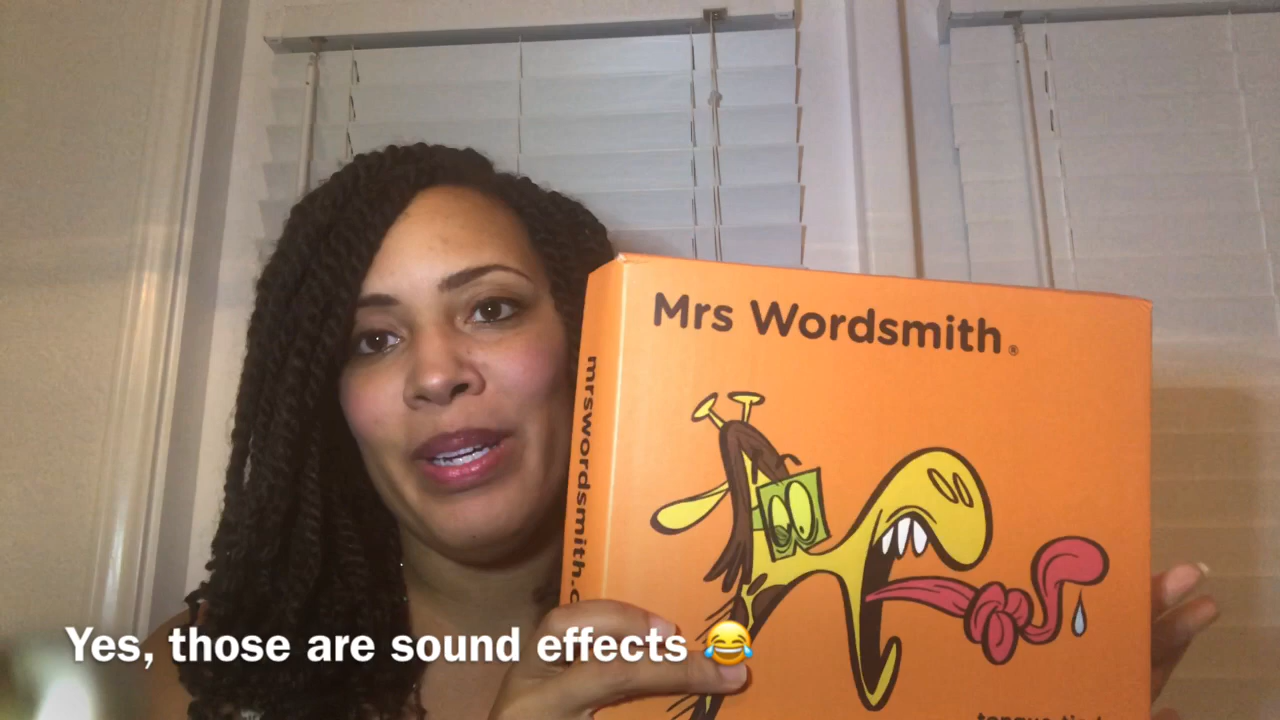 Mrs Wordsmith®
mrswordsmith.c
Yes, those are sound effects 😂